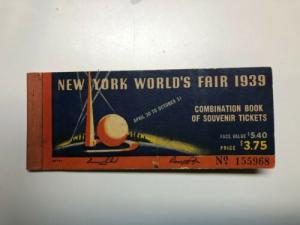 NEW YORK WORLD'S FAIR 1939
APRIL 30 TO OCTOBER 31
COMBINATION BOOK
OF SOUVENIR TICKETS
FACE VALUE $5.40
PRICE $3.75
No 155968